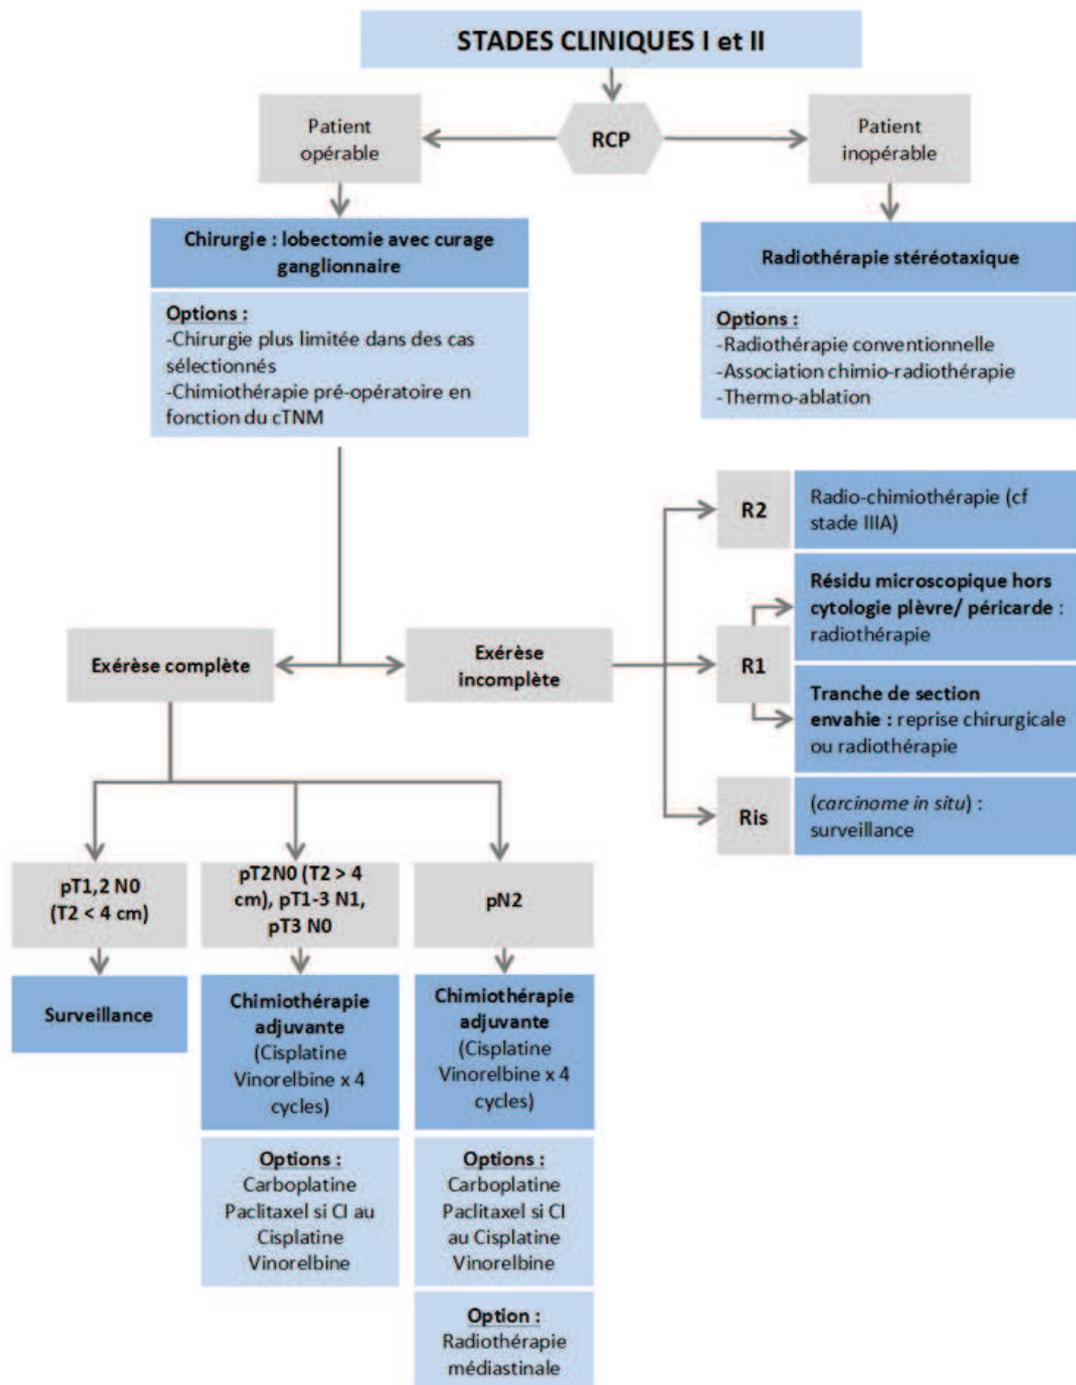 STADES CLINIQUES I et II
Patient
opérable
RCP
Patient
inopérable
Chirurgie : lobectomie avec curage
ganglionnaire
Options :
-Chirurgie plus limitée dans des cas
sélectionnés
-Chimiothérapie pré-opératoire en
fonction du cTNM
Radiothérapie stéréotaxique
Options :
-Radiothérapie conventionnelle
-Association chimio-radiothérapie
-Thermo-ablation
R2
Radio-chimiothérapie (cf
stade IIIA)
Résidu microscopique hors
cytologie plèvre/ péricarde :
radiothérapie
R1
Tranche de section
envahie : reprise chirurgicale
ou radiothérapie
Ris
(carcinome in situ) :
surveillance
Exérèse complète
Exérèse
incomplète
pT1,2 N0
(T2 < 4 cm)
pT2N0 (T2 > 4
cm), pT1-3 N1,
pT3 N0
pN2
Surveillance
Chimiothérapie
adjuvante
(Cisplatine
Vinorelbine x 4
cycles)
Chimiothérapie
adjuvante
(Cisplatine
Vinorelbine x 4
cycles)
Options :
Carboplatine
Paclitaxel si CI au
Cisplatine
Vinorelbine
Options :
Carboplatine
Paclitaxel si CI
au Cisplatine
Vinorelbine
Option :
Radiothérapie
médiastinale